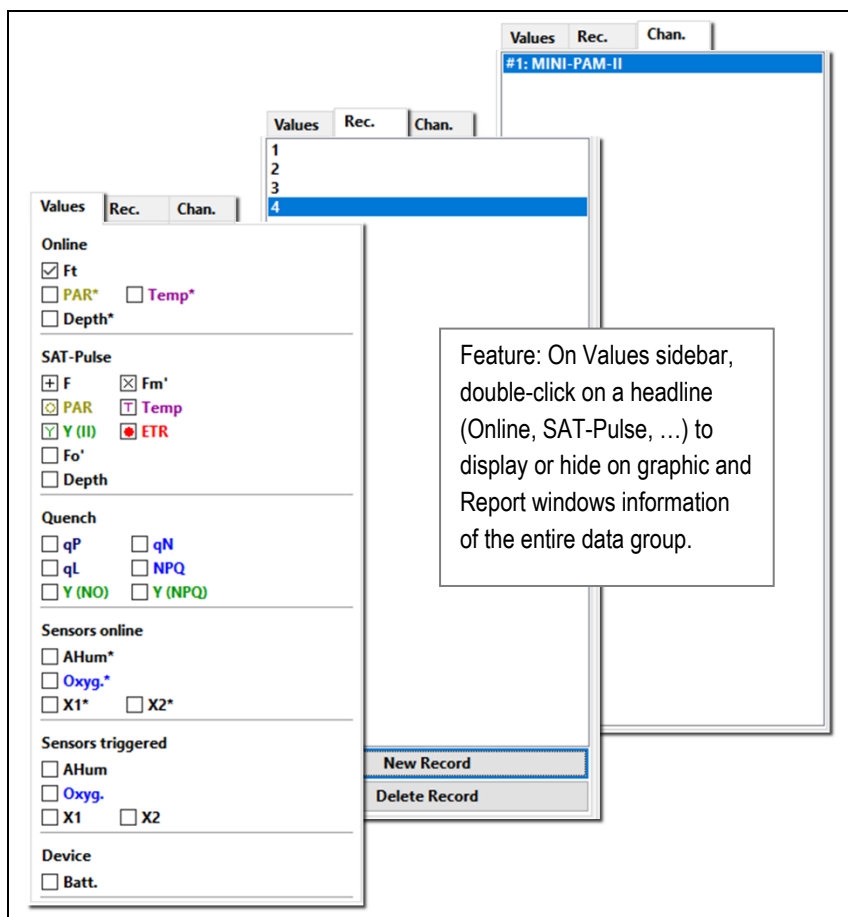 Values Rec. Chan.
#1: MINI-PAM-II
Values Rec. Chan.
1
2
3
4
New Record
Delete Record
Values Rec. Chan.
Online
Ft
PAR* Temp*
Depth*
SAT-Pulse
F Fm'
PAR Temp
Y (II) ETR
Fo'
Depth
Quench
qP qN
qL NPQ
Y (NO) Y (NPQ)
Sensors online
AHum*
Oxyg.*
X1* X2*
Sensors triggered
AHum
Oxyg.
X1 X2
Device
Batt.
Feature: On Values sidebar,
double-click on a headline
(Online, SAT-Pulse, …) to
display or hide on graphic and
Report windows information
of the entire data group.